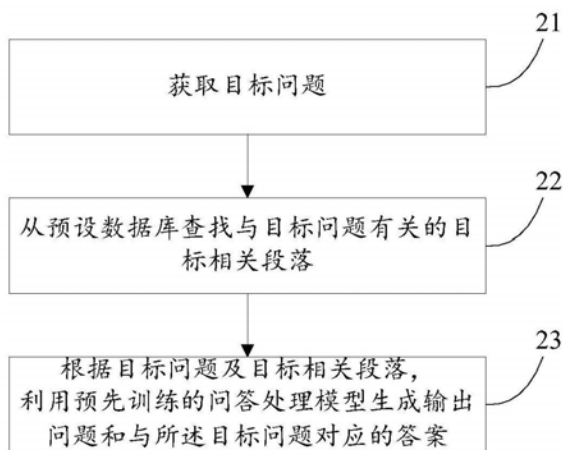 21
获取目标问题
22
从预设数据库查找与目标问题有关的目
标相关段落
23
根据目标问题及目标相关段落，
利用预先训练的问答处理模型生成输出
问题和与所述目标问题对应的答案